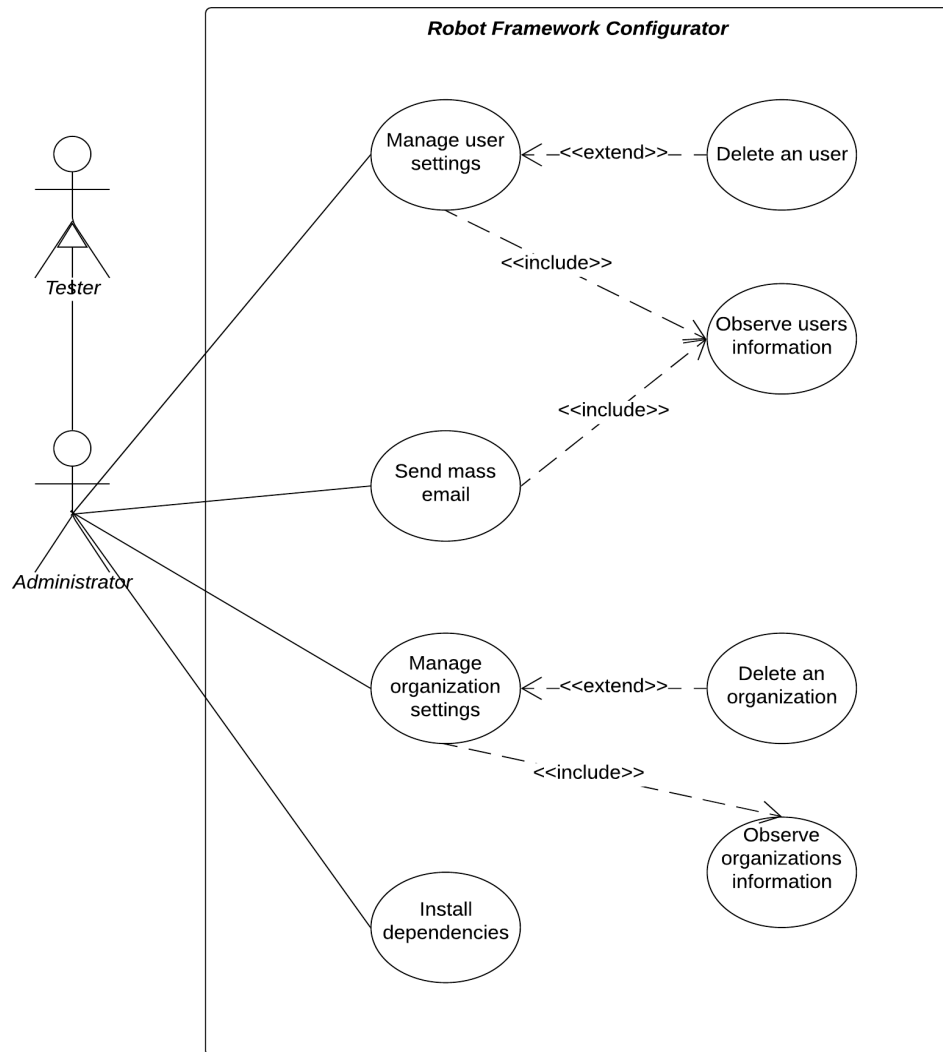 Robot Framework Configurator
Manage user
settings
<<extend>>
Delete an user
<<include>>
Tester
Observe users
information
<<include>>
Send mass
email
Administrator
Manage
organization
settings
<<extend>>
Delete an
organization
<<include>>
Observe
organizations
information
Install
dependencies